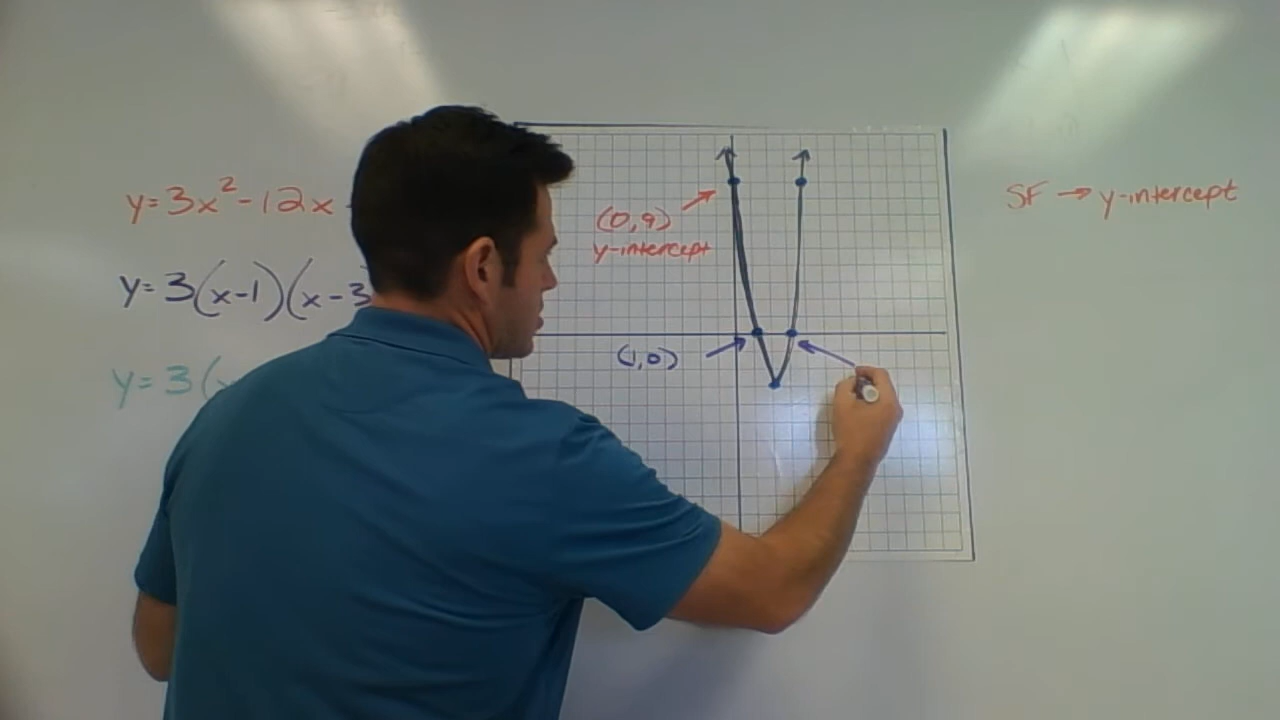 y=3x²-12x
y=3(x-1)(x-3
y=3(
(0,9)
y-intercept
(1,0)
SF → y-intercept